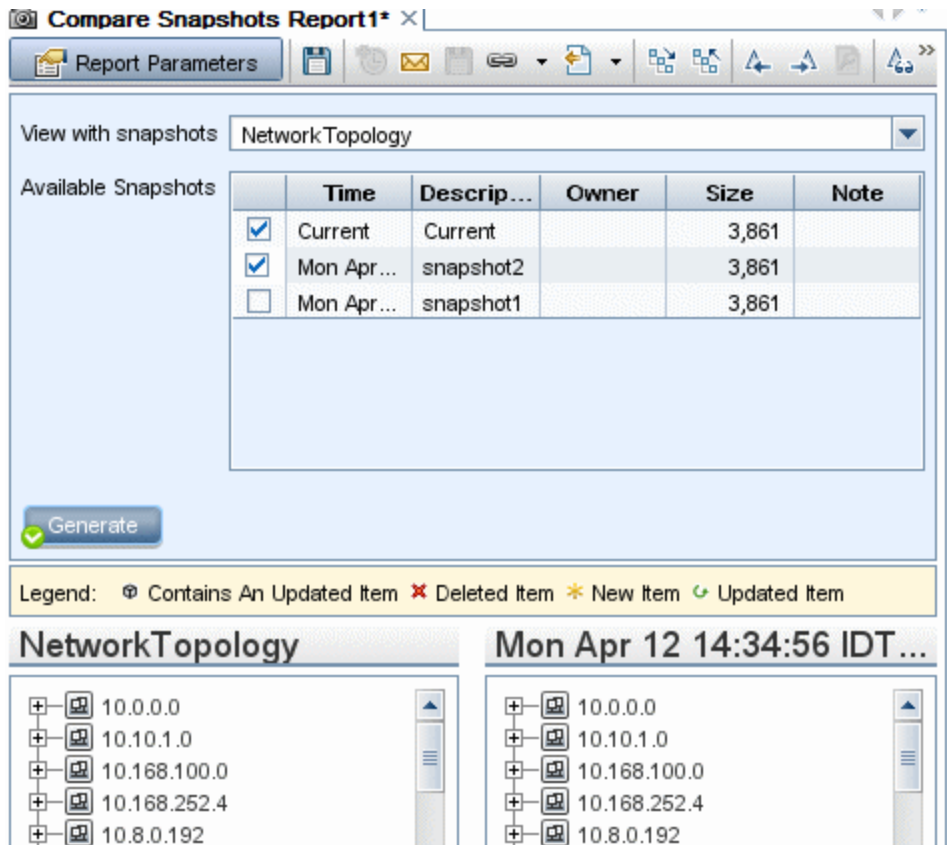 Compare Snapshots Report1*
Report Parameters
View with snapshots NetworkTopology
Available Snapshots
Time Descrip... Owner Size Note
Current Current 3,861
Mon Apr... snapshot2 3,861
Mon Apr... snapshot1 3,861
Generate
Legend: Contains An Updated Item Deleted Item New Item Updated Item
NetworkTopology
Mon Apr 12 14:34:56 IDT...
10.0.0.0
10.10.1.0
10.168.100.0
10.168.252.4
10.8.0.192
10.0.0.0
10.10.1.0
10.168.100.0
10.168.252.4
10.8.0.192